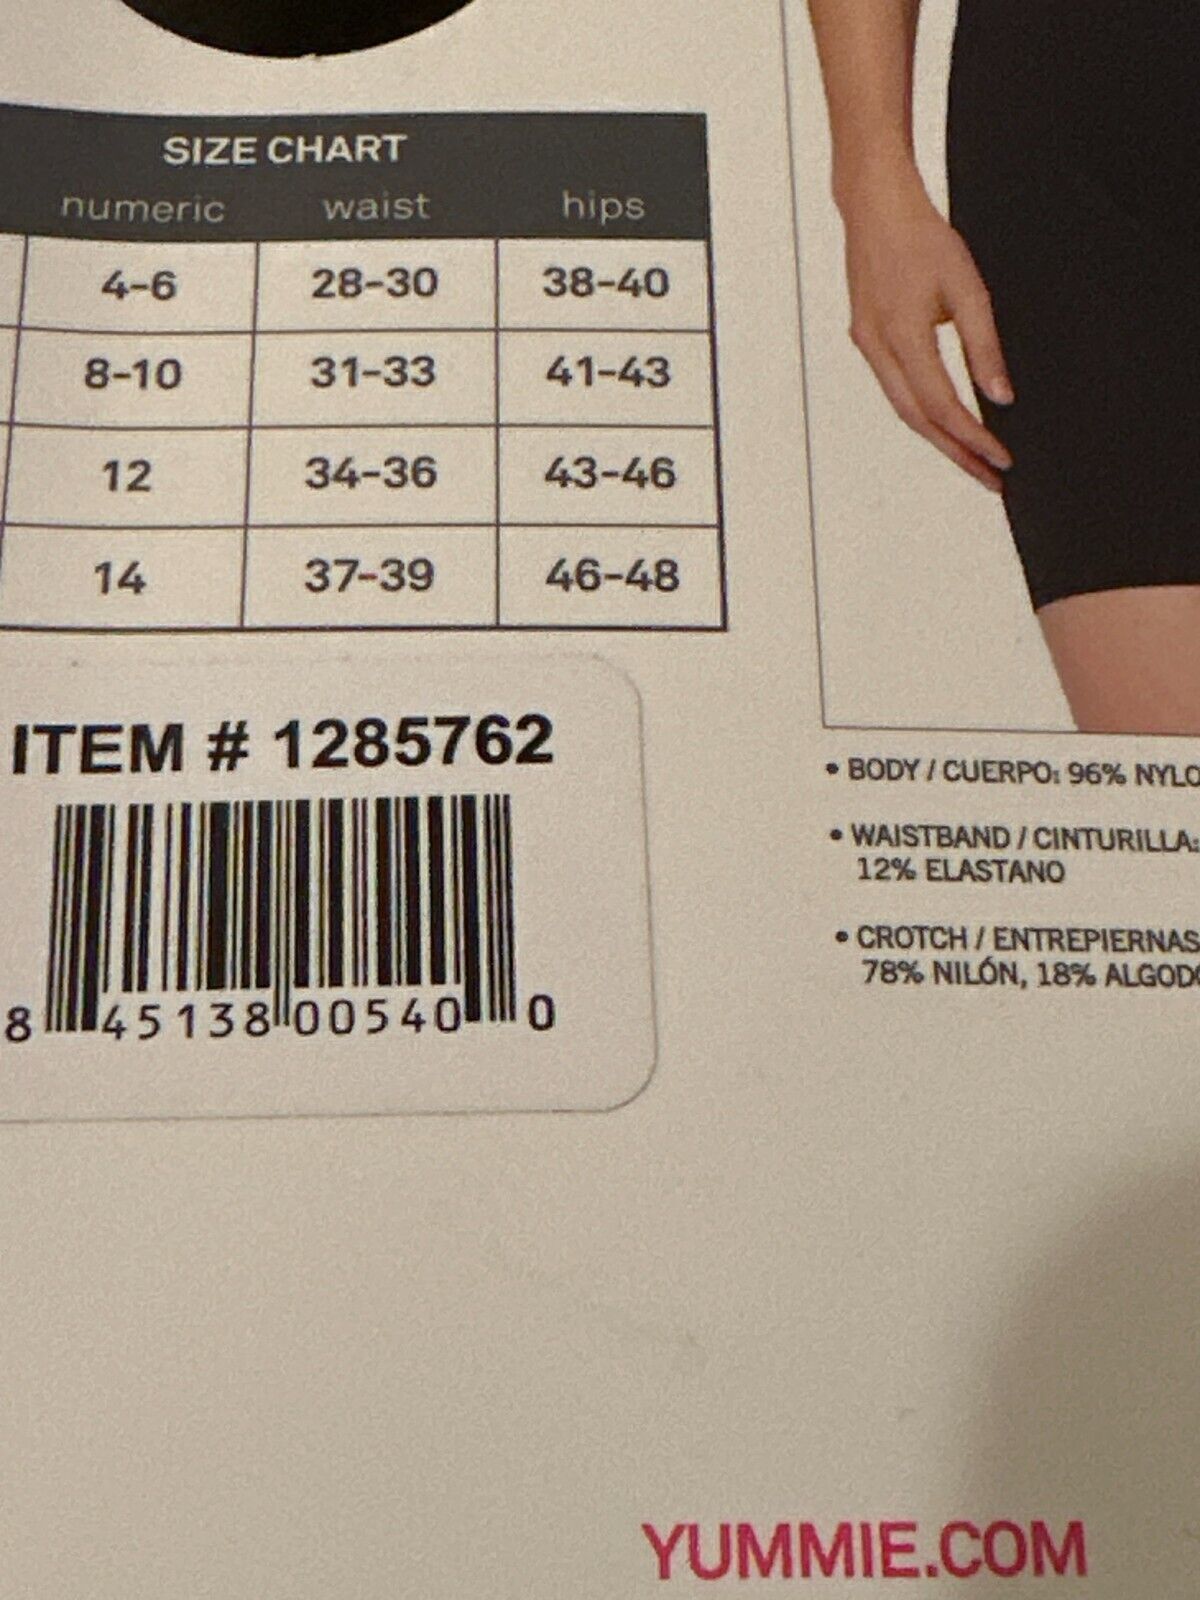 SIZE CHART
numeric waist hips
4-6 28-30 38-40
8-10 31-33 41-43
12 34-36 43-46
14 37-39 46-48
ITEM # 1285762
8 45138 00540 0
• BODY / CUERPO: 96%
• WAISTBAND / CINTURILLA:
12% ELASTANO
• CROTCH / ENTREPIERNAS
78% NILÓN, 18%
YUMMIE.COM